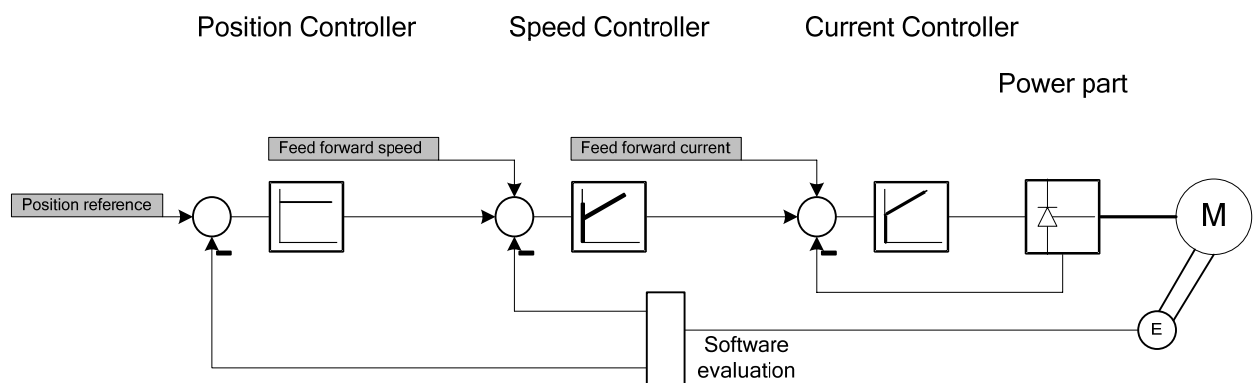 Position Controller
Speed Controller
Current Controller
Power part
Feed forward speed
Feed forward current
Position reference
M
E
Software
evaluation